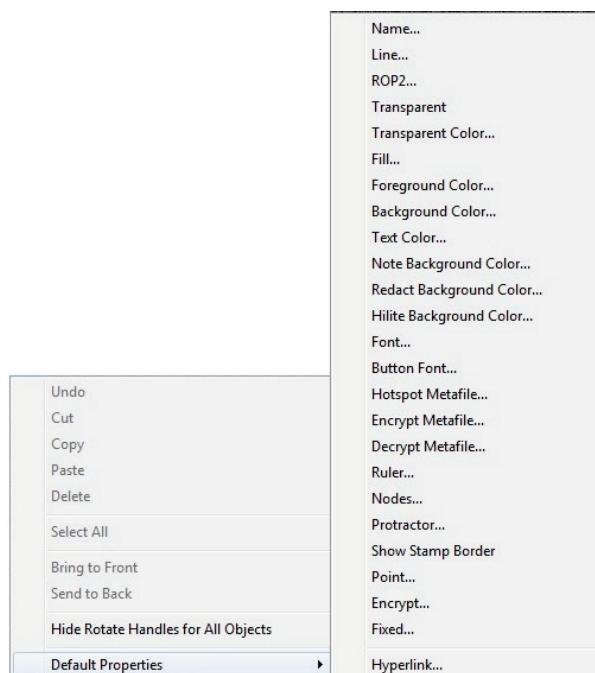 Name...
Line...
ROP2...
Transparent
Transparent Color...
Fill...
Foreground Color...
Background Color...
Text Color...
Note Background Color...
Redact Background Color...
Hilite Background Color...
Font...
Button Font...
Hotspot Metafile...
Encrypt Metafile...
Decrypt Metafile...
Ruler...
Nodes...
Protractor...
Show Stamp Border
Point...
Encrypt...
Fixed...
Hyperlink...
Undo
Cut
Copy
Paste
Delete
Select All
Bring to Front
Send to Back
Hide Rotate Handles for All Objects
Default Properties